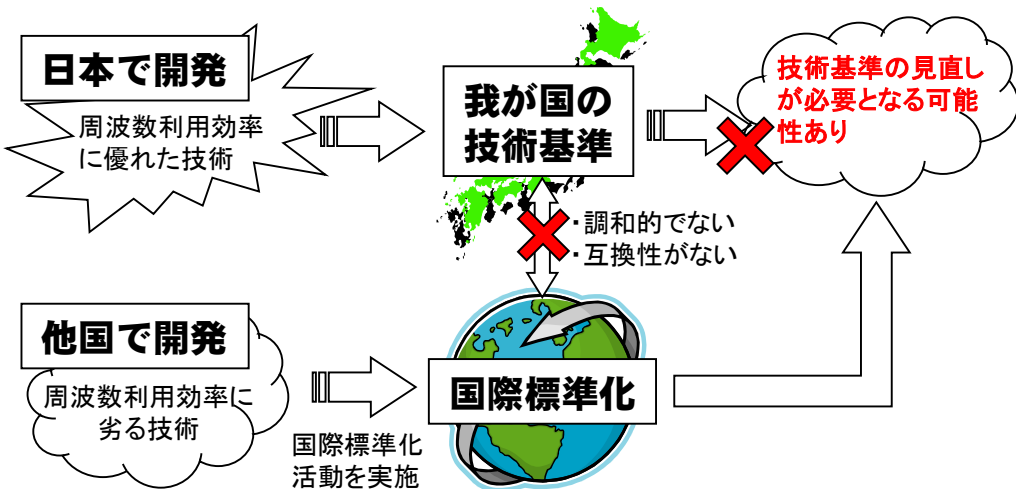 日本で開発
周波数利用効率
に優れた技術
我が国の
技術基準
技術基準の見直し
が必要となる可能
性あり
・調和的でない
・互換性がない
他国で開発
周波数利用効率に
劣る技術
国際標準化
活動を実施
国際標準化